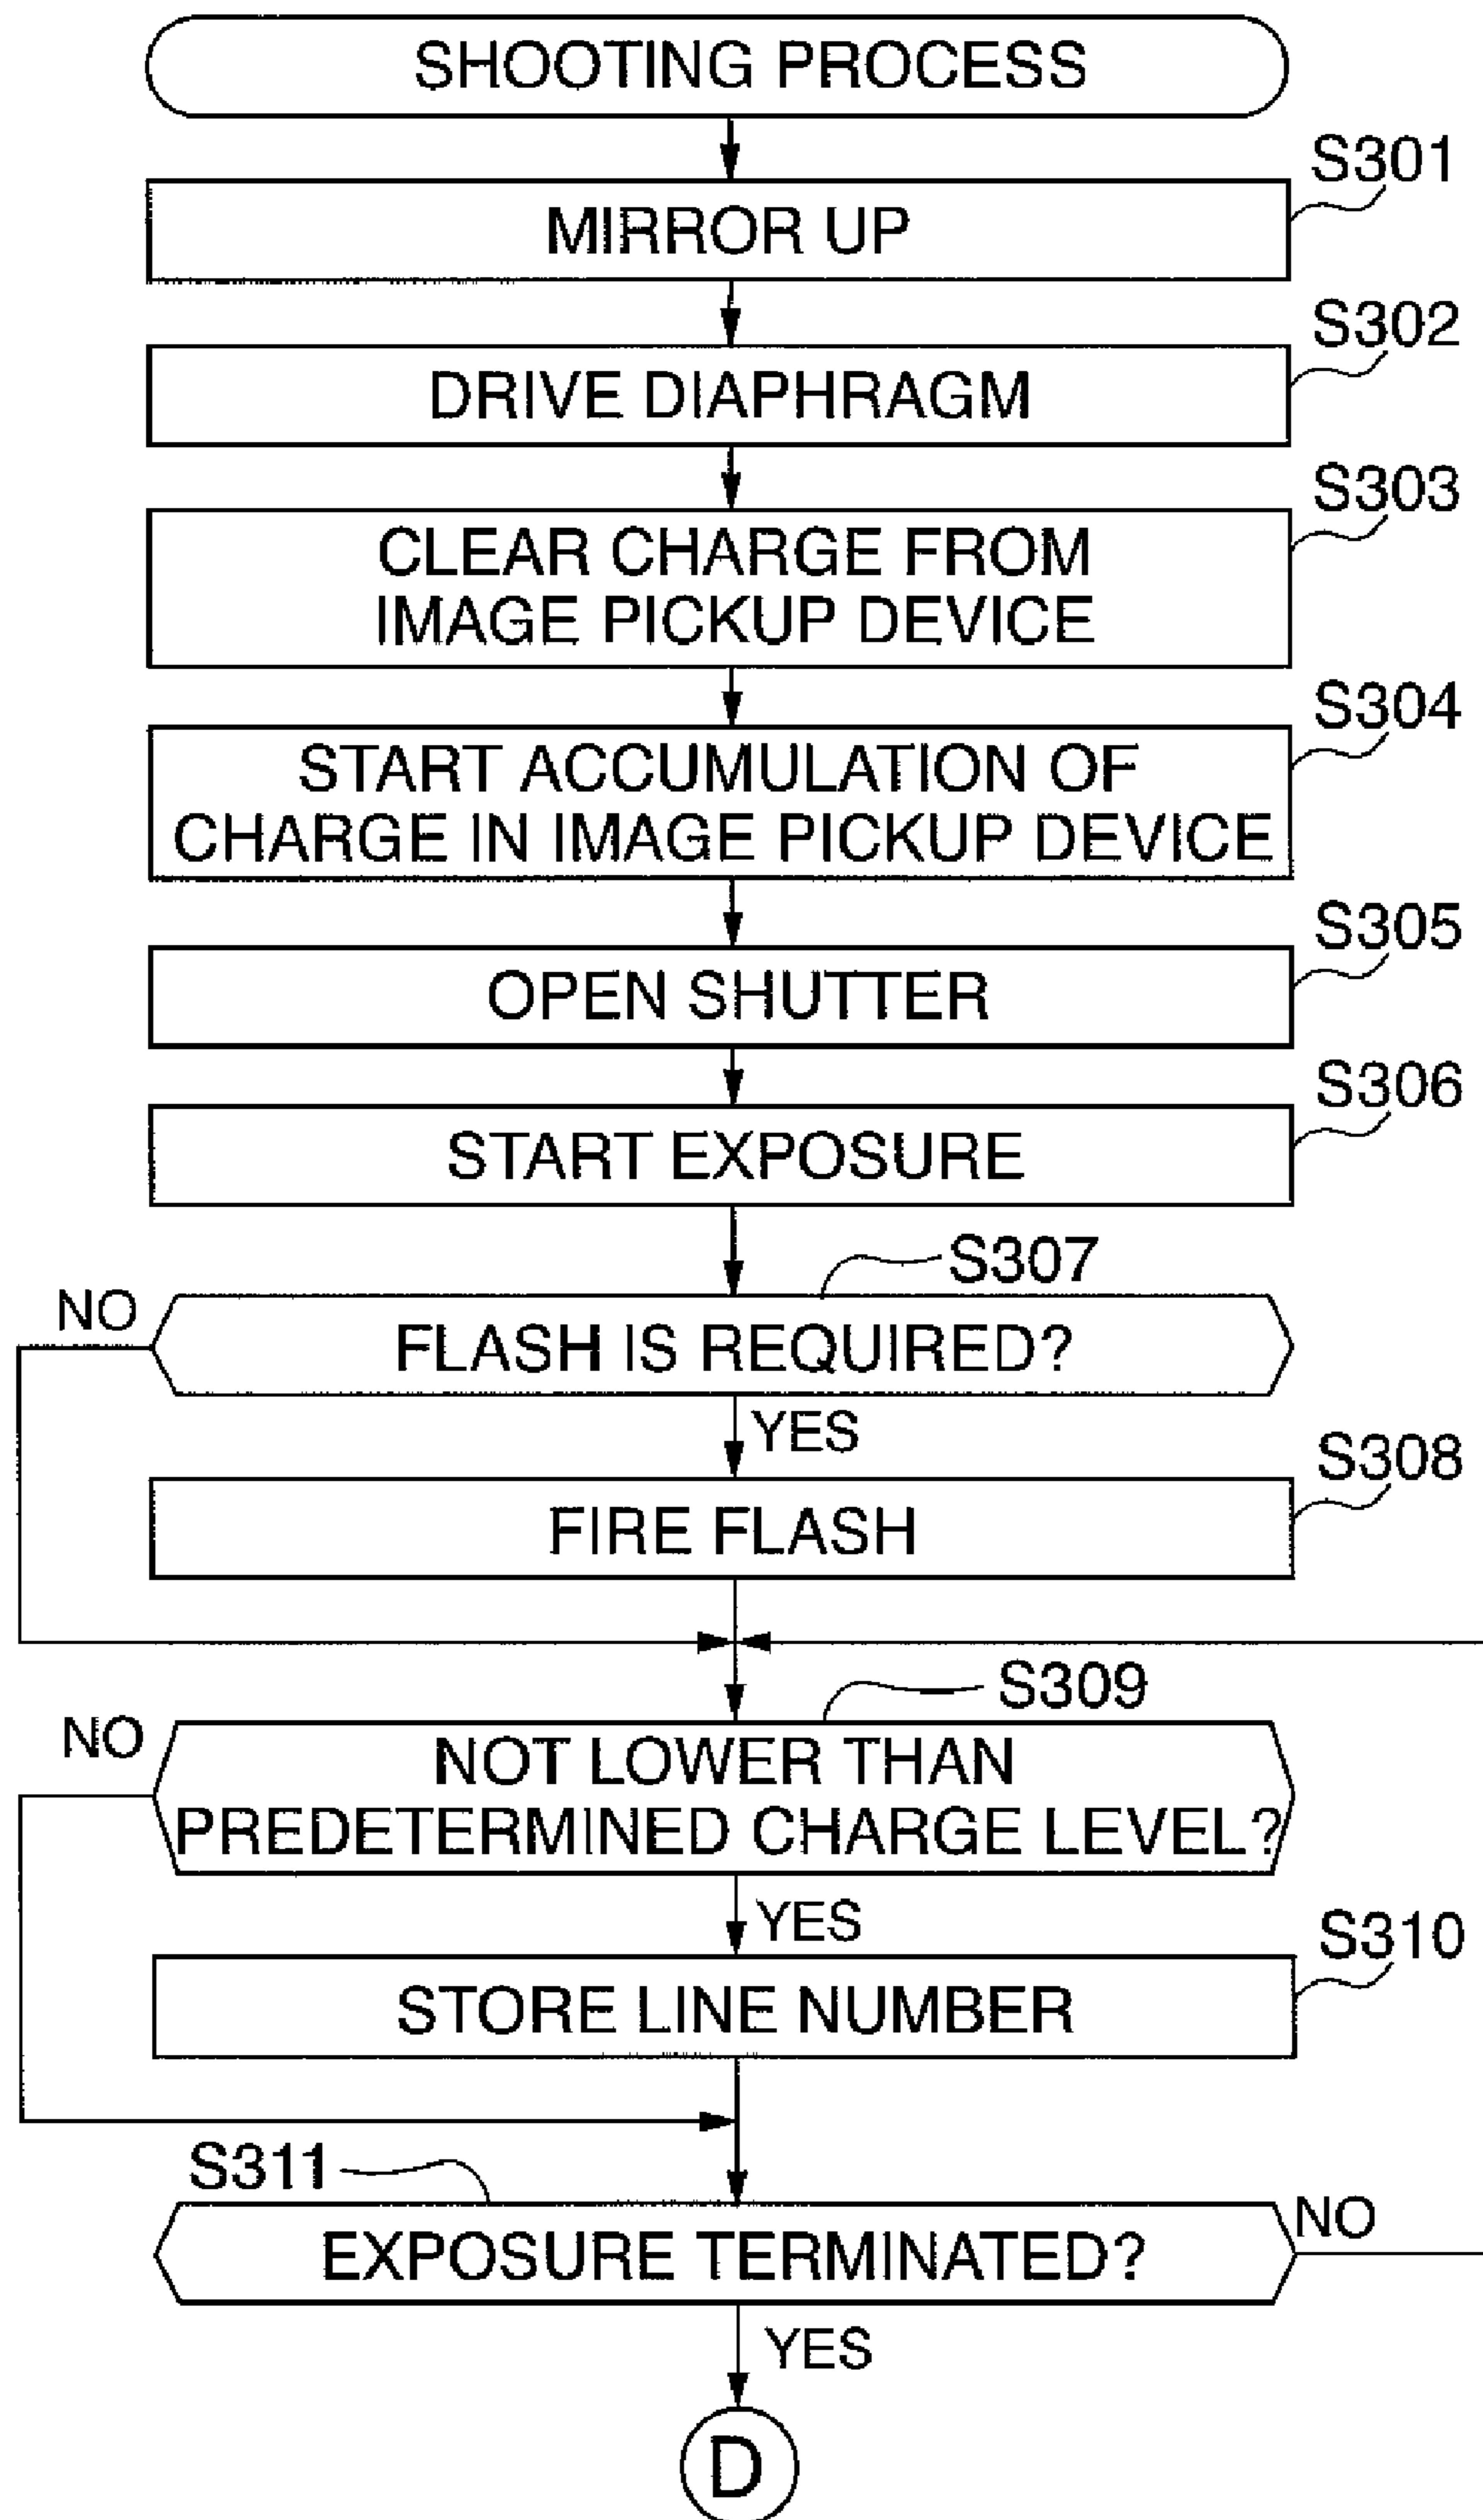 SHOOTING PROCESS
S301
MIRROR UP
S302
DRIVE DIAPHRAGM
S303
CLEAR CHARGE FROM
IMAGE PICKUP DEVICE
S304
START ACCUMULATION OF
CHARGE IN IMAGE PICKUP DEVICE
S305
OPEN SHUTTER
S306
START EXPOSURE
S307
NO
FLASH IS REQUIRED?
YES
S308
FIRE FLASH
S309
NO
NOT LOWER THAN
PREDETERMINED CHARGE LEVEL?
YES
S310
STORE LINE NUMBER
S311
EXPOSURE TERMINATED?
NO
YES
D